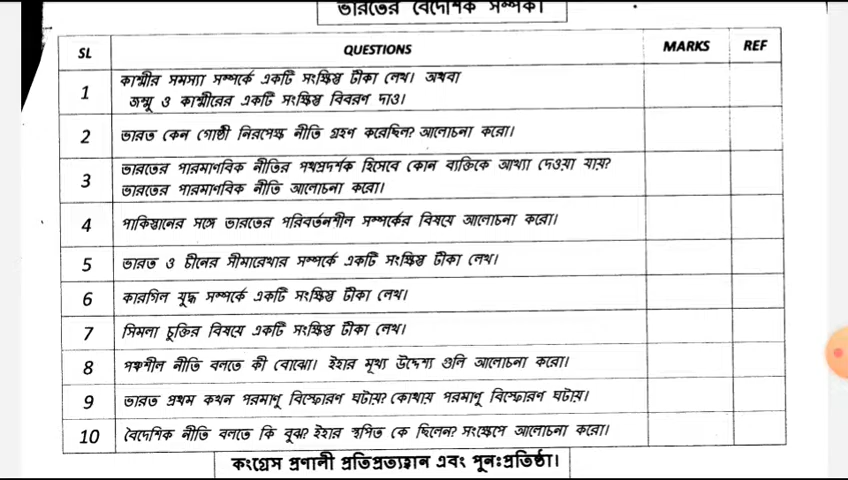 ভারতের বৈদেশিক সম্পর্ক।
SL QUESTIONS MARKS REF
1 কাশ্মীর সমস্যা সম্পর্কে একটি সংক্ষিপ্ত টীকা লেখ। অথবা
জম্মু ও কাশ্মীরের একটি সংক্ষিপ্ত বিবরণ দাও।
2 ভারত কেন গোষ্ঠী নিরপেক্ষ নীতি গ্রহণ করেছিল? আলোচনা করো।
3 ভারতের পারমাণবিক নীতির পথপ্রদর্শক হিসেবে কোন ব্যক্তিকে আখ্যা দেওয়া যায়?
ভারতের পারমাণবিক নীতি আলোচনা করো।
4 পাকিস্তানের সঙ্গে ভারতের পরিবর্তনশীল সম্পর্কের বিষয়ে আলোচনা করো।
5 ভারত ও চীনের সীমারেখার সম্পর্কে একটি সংক্ষিপ্ত টীকা লেখ।
6 কারগিল যুদ্ধ সম্পর্কে একটি সংক্ষিপ্ত টীকা লেখ।
7 সিমলা চুক্তির বিষয়ে একটি সংক্ষিপ্ত টীকা লেখ।
8 পঞ্চশীল নীতি বলতে কী বোঝো। ইহার মূখ্য উদ্দেশ্য গুলি আলোচনা করো।
9 ভারত প্রথম কখন পরমাণু বিস্ফোরণ ঘটায়? কোথায় পরমাণু বিস্ফোরণ ঘটায়।
10 বৈদেশিক নীতি বলতে কি বুঝ? ইহার স্থপিত কে ছিলেন? সংক্ষেপে আলোচনা করো।
কংগ্রেস প্রণালী প্রতিপ্রত্যহ্বান এবং পুনঃপ্রতিষ্ঠা।